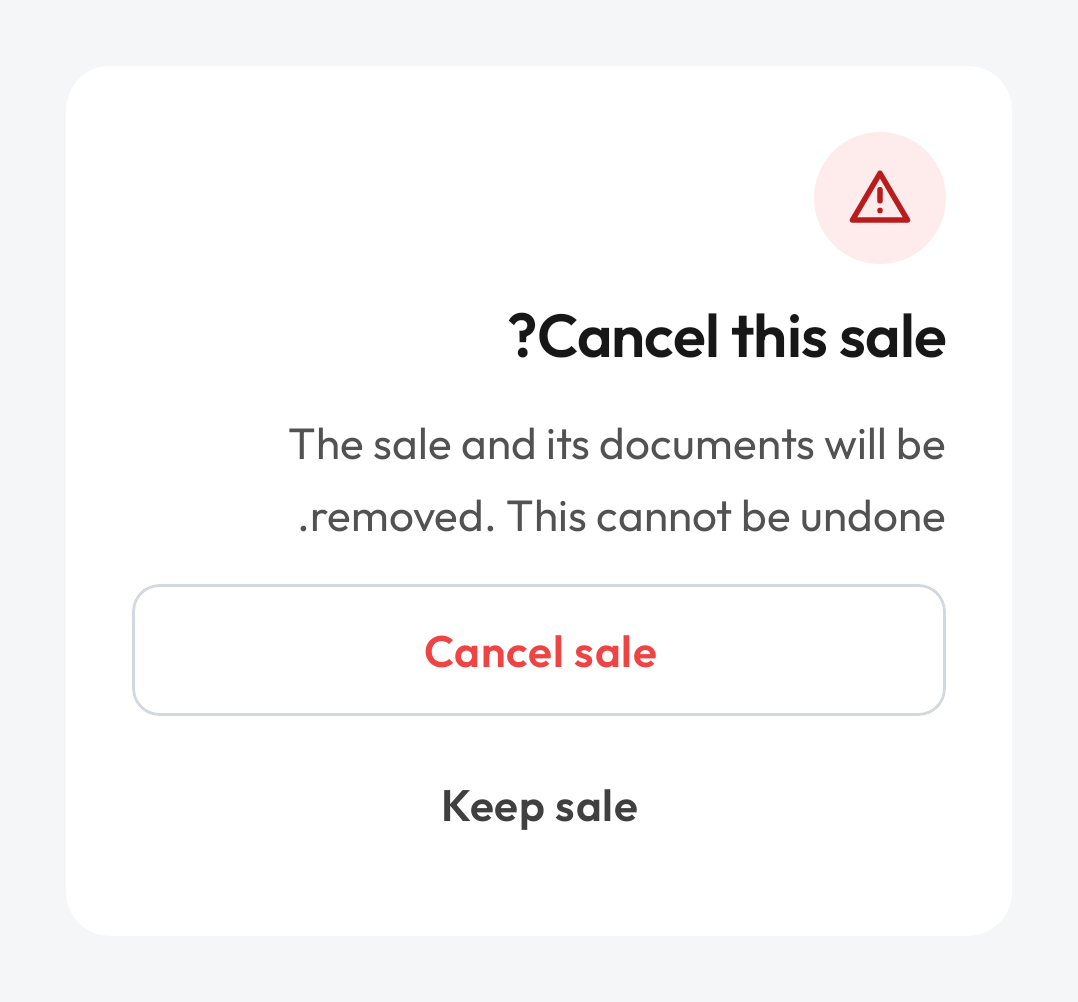 Cancel this sale?
The sale and its documents will be
removed. This cannot be undone.
Cancel sale
Keep sale